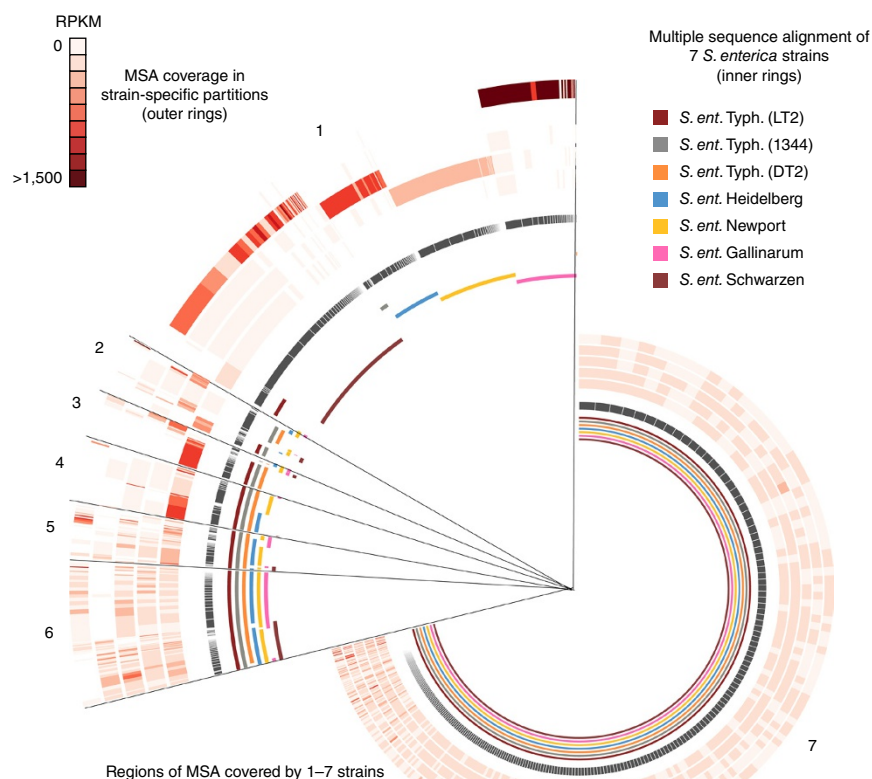 RPKM
0
>1,500
MSA coverage in
strain-specific partitions
(outer rings)
Multiple sequence alignment of
7 S. enterica strains
(inner rings)
S. ent. Typh. (LT2)
S. ent. Typh. (1344)
S. ent. Typh. (DT2)
S. ent. Heidelberg
S. ent. Newport
S. ent. Gallinarum
S. ent. Schwarzen
1
2
3
4
5
6
7
Regions of MSA covered by 1–7 strains